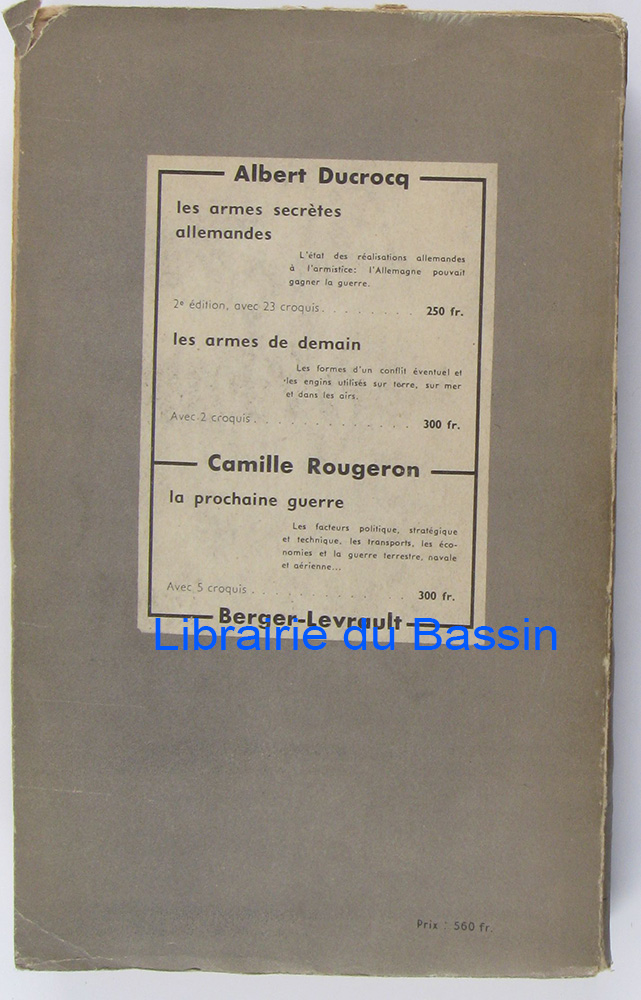 Albert Ducrocq
les armes secrètes
allemandes
L'état des réalisations allemandes
à l'armistice: l'Allemagne pouvait
gagner la guerre.
2e édition, avec 23 croquis . . . . . . . . 250 fr.
les armes de demain
Les formes d'un conflit éventuel et
les engins utilisés sur terre, sur mer
et dans les airs.
Avec 2 croquis . . . . . . . . . . . . . 300 fr.
Camille Rougeron
la prochaine guerre
Les facteurs politique, stratégique
et technique, les transports, les éco-
nomies et la guerre terrestre, navale
et aérienne...
Avec 5 croquis . . . . . . . . . . . . . 300 fr.
Berger-Levrault
Librairie du Bassin
Prix : 560 fr.